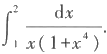 ∫₁² dx / x(1+x⁴)